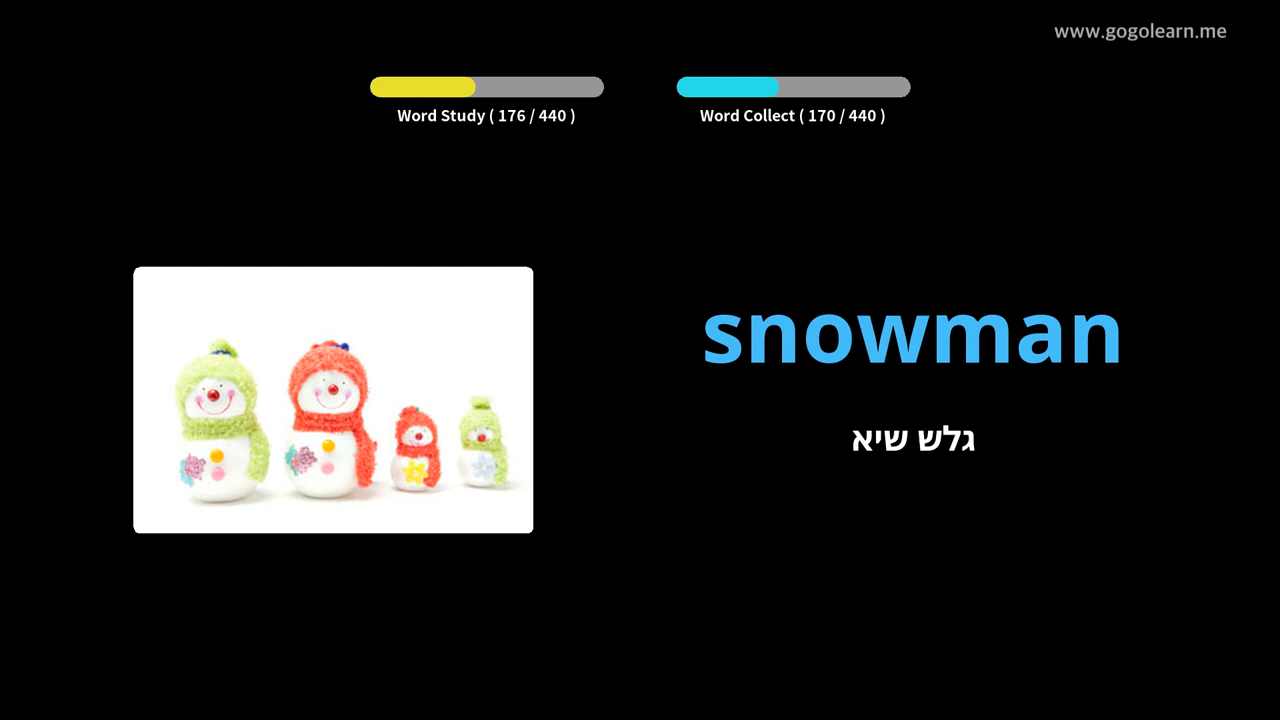 www.gogolearn.me
Word Study ( 176 / 440 )
Word Collect ( 170 / 440 )
snowman
גלש שיא